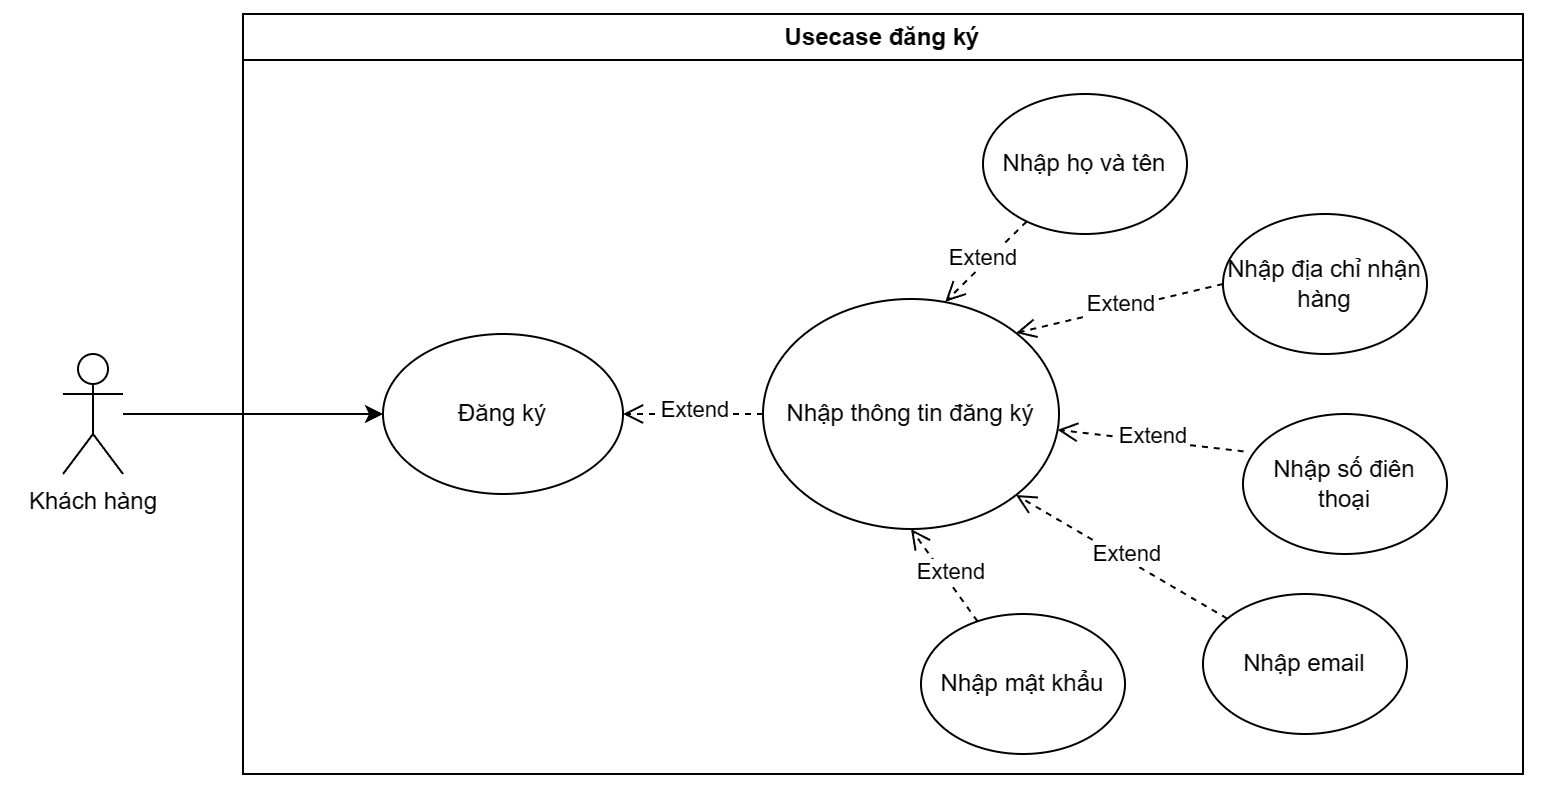 Usecase đăng ký
Nhập họ và tên
Extend
Nhập địa chỉ nhận
hàng
Extend
Khách hàng
Đăng ký
Extend
Nhập thông tin đăng ký
Extend
Nhập số điên
thoại
Extend
Nhập email
Extend
Nhập mật khẩu